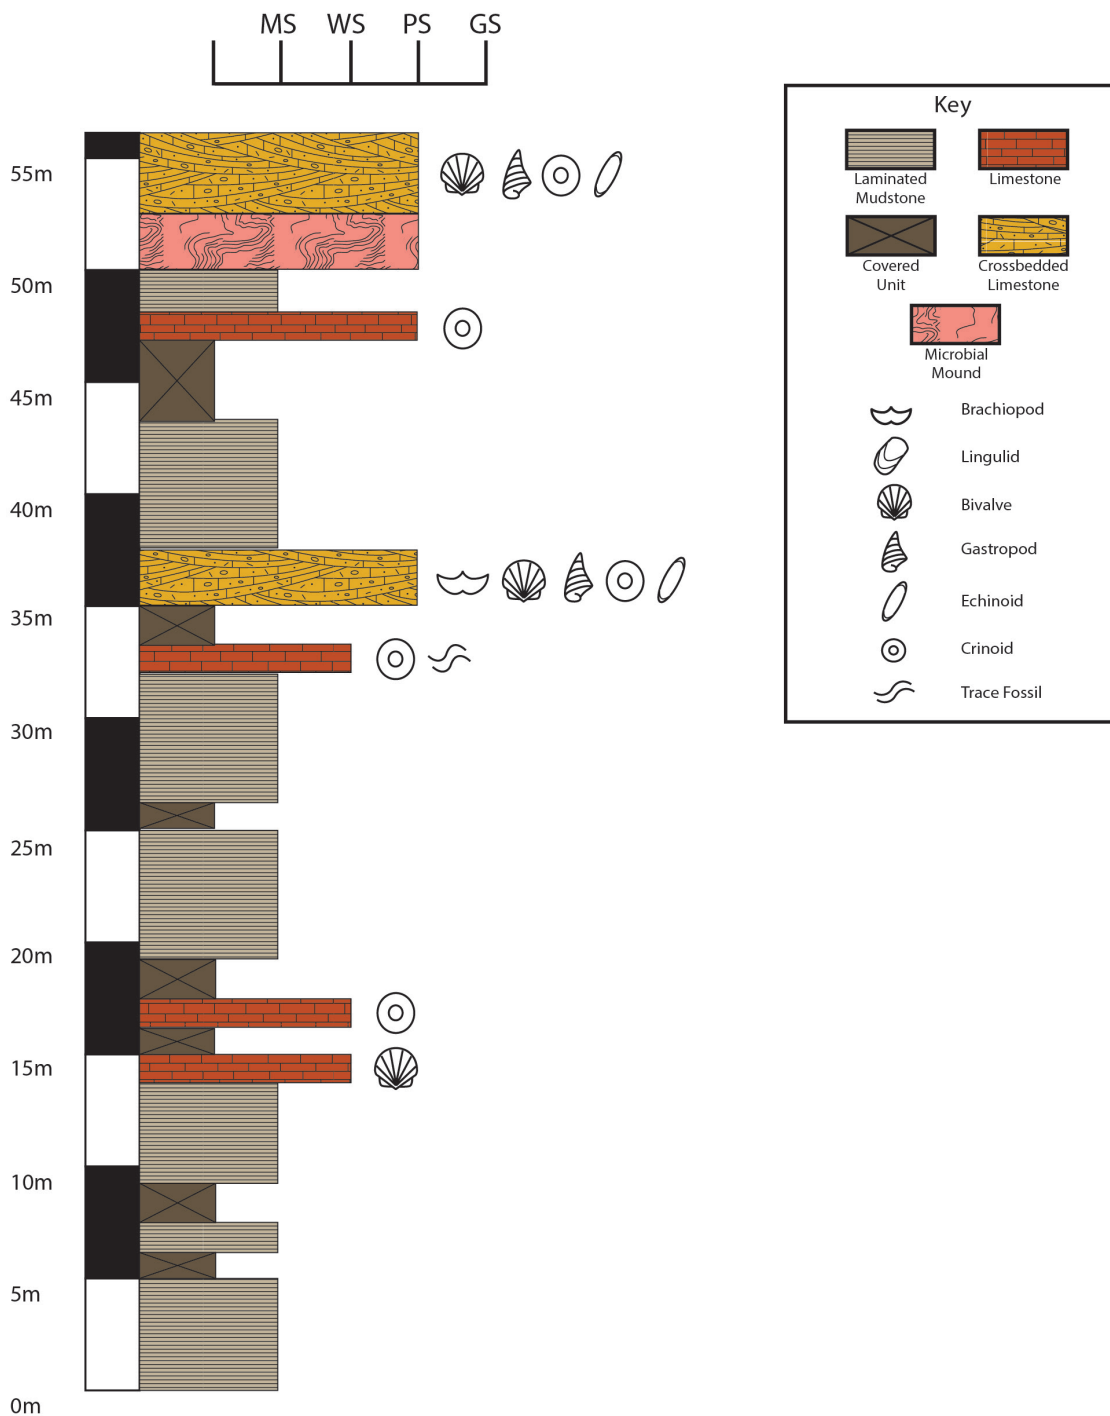 MS WS PS GS
Key
Laminated
Mudstone
Limestone
Covered
Unit
Crossbedded
Limestone
Microbial
Mound
Brachiopod
Lingulid
Bivalve
Gastropod
Echinoid
Crinoid
Trace Fossil
55m
50m
45m
40m
35m
30m
25m
20m
15m
10m
5m
0m